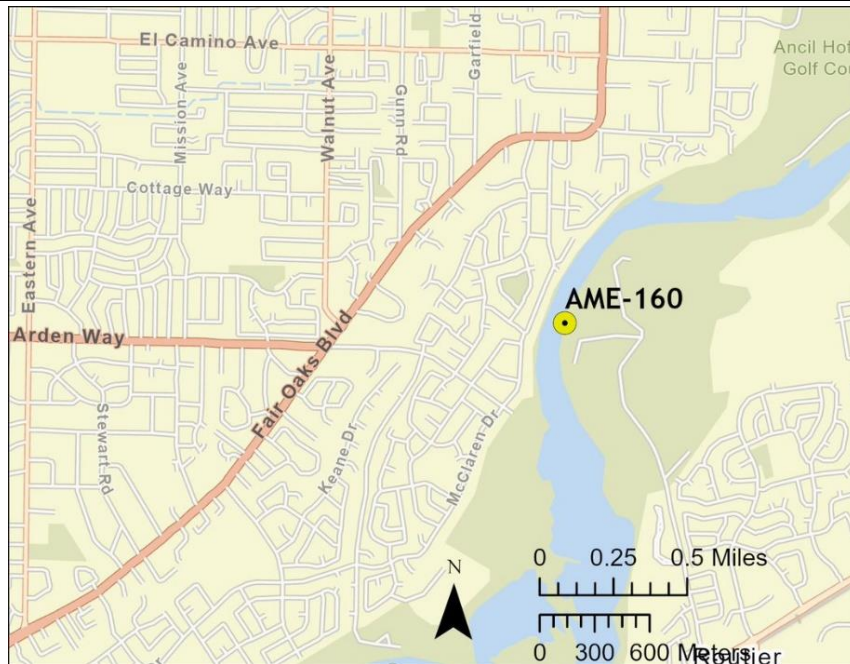 El Camino Ave
Garfield
Ancil Hof
Golf Cou
Mission Ave
Walnut Ave
Gunn Rd
Cottage Way
Eastern Ave
AME-160
Arden Way
Fair Oaks Blvd
Stewart Rd
Keane Dr
McClaren Dr
N
0 0.25 0.5 Miles
0 300 600 Meters
Routier